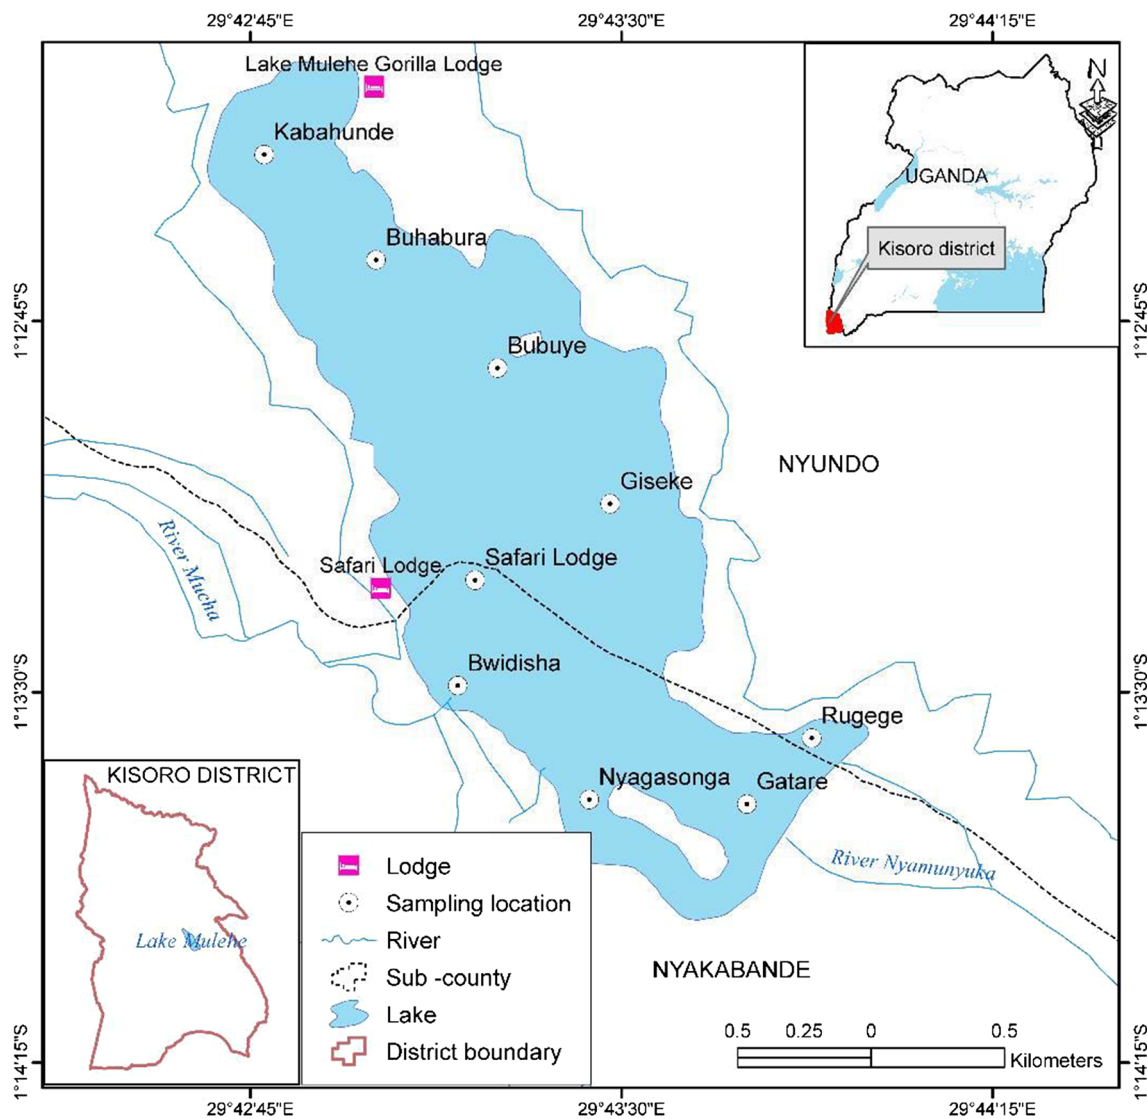 29°42'45"E
29°43'30"E
29°44'15"E
Lake Mulehe Gorilla Lodge
Kabahunde
Buhabura
Bubuye
Giseke
Safari Lodge
Safari Lodge
Bwidisha
Rugege
Nyagasonga
Gatare
NYUNDO
NYAKABANDE
River Mucha
River Nyamunyuka
N
UGANDA
Kisoro district
1°12'45"S
1°12'45"S
1°13'30"S
1°13'30"S
1°14'15"S
1°14'15"S
KISORO DISTRICT
Lake Mulehe
Lodge
Sampling location
River
Sub -county
Lake
District boundary
0.5 0.25 0 0.5
Kilometers
29°42'45"E
29°43'30"E
29°44'15"E